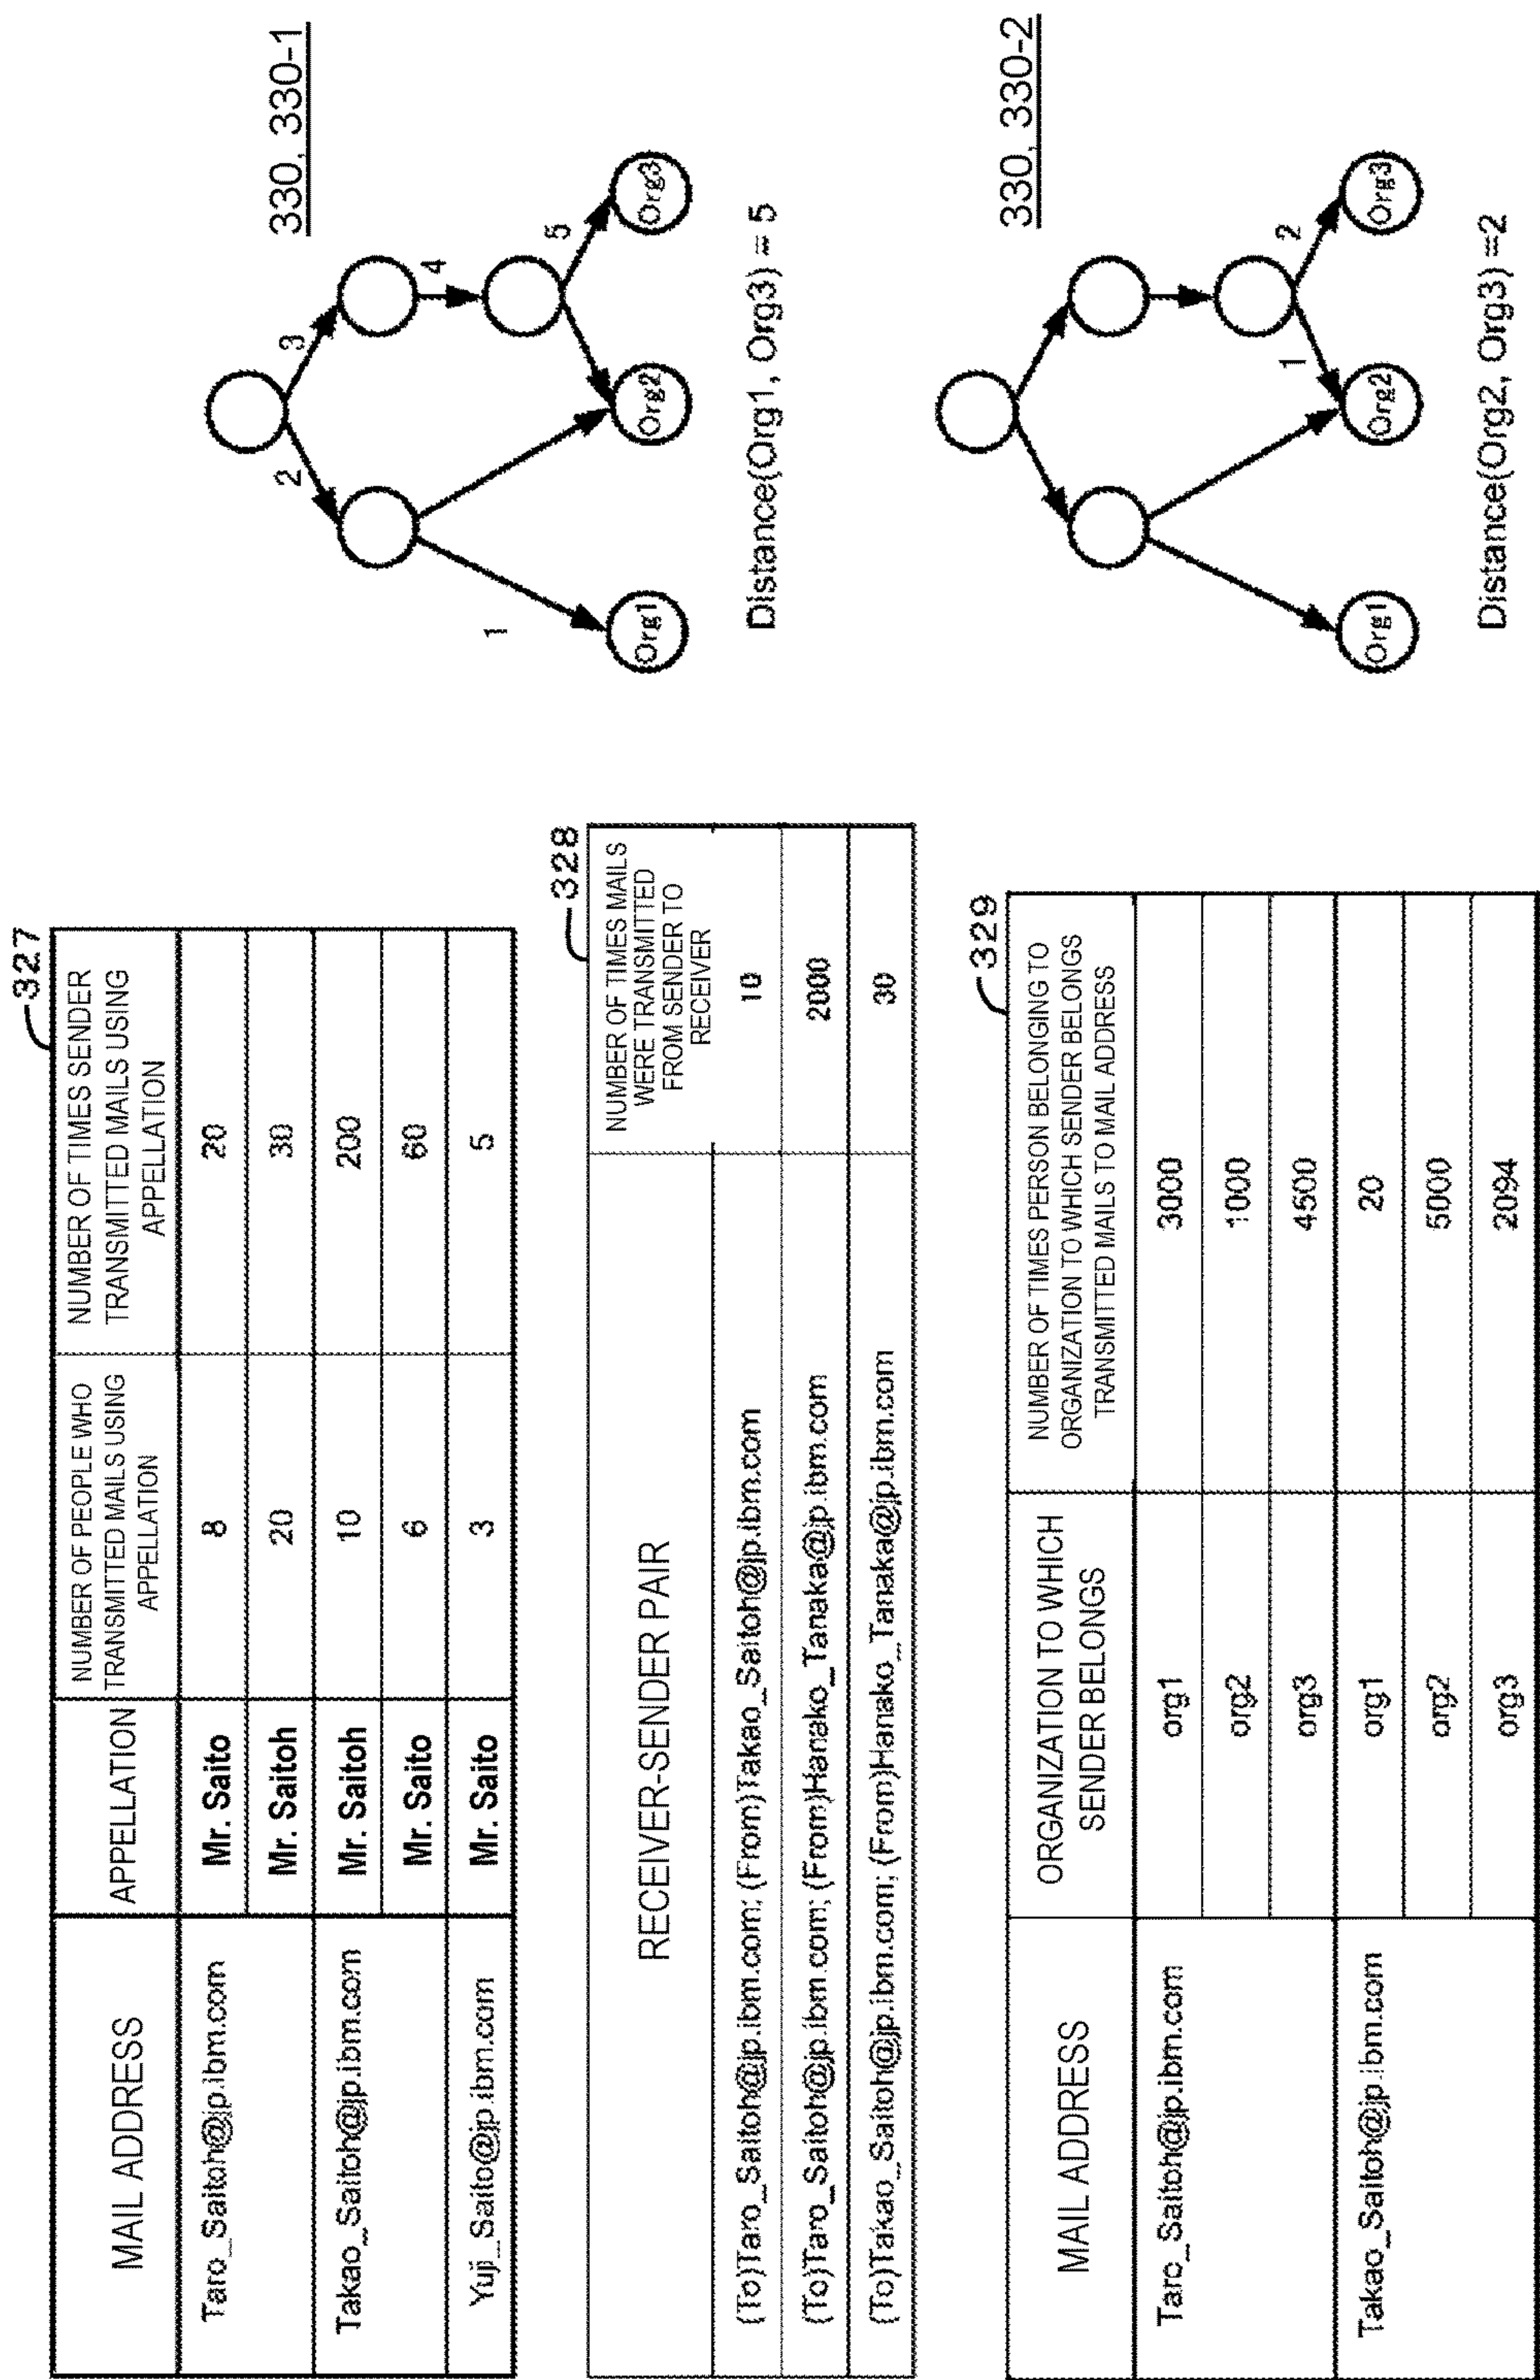 327
MAIL ADDRESS
APPELLATION
NUMBER OF PEOPLE WHO
TRANSMITTED MAILS USING
APPELLATION
NUMBER OF TIMES SENDER
TRANSMITTED MAILS USING
APPELLATION
Taro_Saitoh@jp.ibm.com
Mr. Saito
8
20
Mr. Saitoh
20
30
Takao_Saitoh@jp.ibm.com
Mr. Saitoh
10
200
Mr. Saito
6
60
Yuji_Saito@jp.ibm.com
Mr. Saito
3
5
328
RECEIVER-SENDER PAIR
NUMBER OF TIMES MAILS
WERE TRANSMITTED
FROM SENDER TO
RECEIVER
(To)Taro_Saitoh@jp.ibm.com; (From)Takao_Saitoh@jp.ibm.com
10
(To)Taro_Saitoh@jp.ibm.com; (From)Hanako_Tanaka@jp.ibm.com
2000
(To)Takao_Saitoh@jp.ibm.com; (From)Hanako_Tanaka@jp.ibm.com
30
329
MAIL ADDRESS
ORGANIZATION TO WHICH
SENDER BELONGS
NUMBER OF TIMES PERSON BELONGING TO
ORGANIZATION TO WHICH SENDER BELONGS
TRANSMITTED MAILS TO MAIL ADDRESS
Taro_Saitoh@jp.ibm.com
org1
3000
org2
1000
org3
4500
Takao_Saitoh@jp.ibm.com
org1
20
org2
5000
org3
2094
330, 330-1
2
3
4
1
5
Org1
Org2
Org3
Distance(Org1, Org3) = 5
330, 330-2
1
2
Org1
Org2
Org3
Distance(Org2, Org3) =2